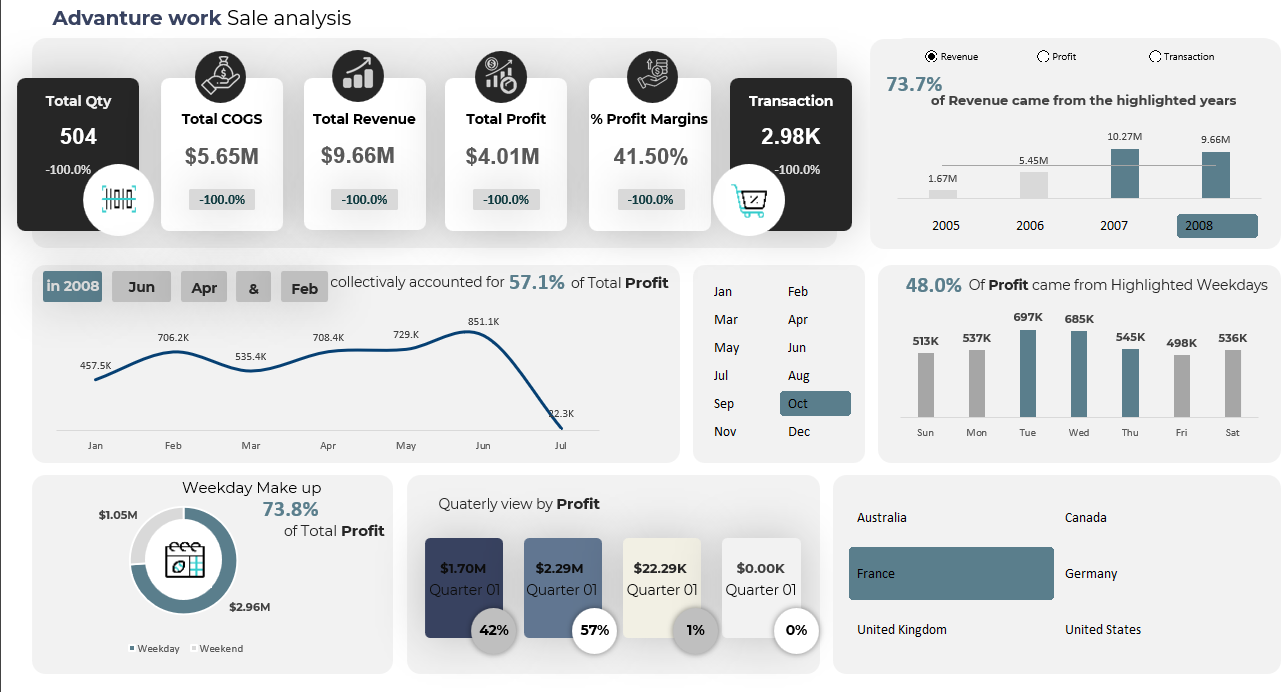 Advanture work Sale analysis
Total Qty
504
-100.0%
Total COGS
$5.65M
-100.0%
Total Revenue
$9.66M
-100.0%
Total Profit
$4.01M
-100.0%
% Profit Margins
41.50%
-100.0%
Transaction
2.98K
-100.0%
Revenue
Profit
Transaction
73.7%
of Revenue came from the highlighted years
1.67M
5.45M
10.27M
9.66M
2005
2006
2007
2008
in 2008 Jun Apr & Feb collectivaly accounted for 57.1% of Total Profit
457.5K
706.2K
535.4K
708.4K
729.K
851.1K
22.3K
Jan
Feb
Mar
Apr
May
Jun
Jul
Jan
Feb
Mar
Apr
May
Jun
Jul
Aug
Sep
Oct
Nov
Dec
48.0% Of Profit came from Highlighted Weekdays
513K
537K
697K
685K
545K
498K
536K
Sun
Mon
Tue
Wed
Thu
Fri
Sat
Weekday Make up
73.8%
of Total Profit
$1.05M
$2.96M
Weekday
Weekend
Quaterly view by Profit
$1.70M
Quarter 01
42%
$2.29M
Quarter 01
57%
$22.29K
Quarter 01
1%
$0.00K
Quarter 01
0%
Australia
Canada
France
Germany
United Kingdom
United States